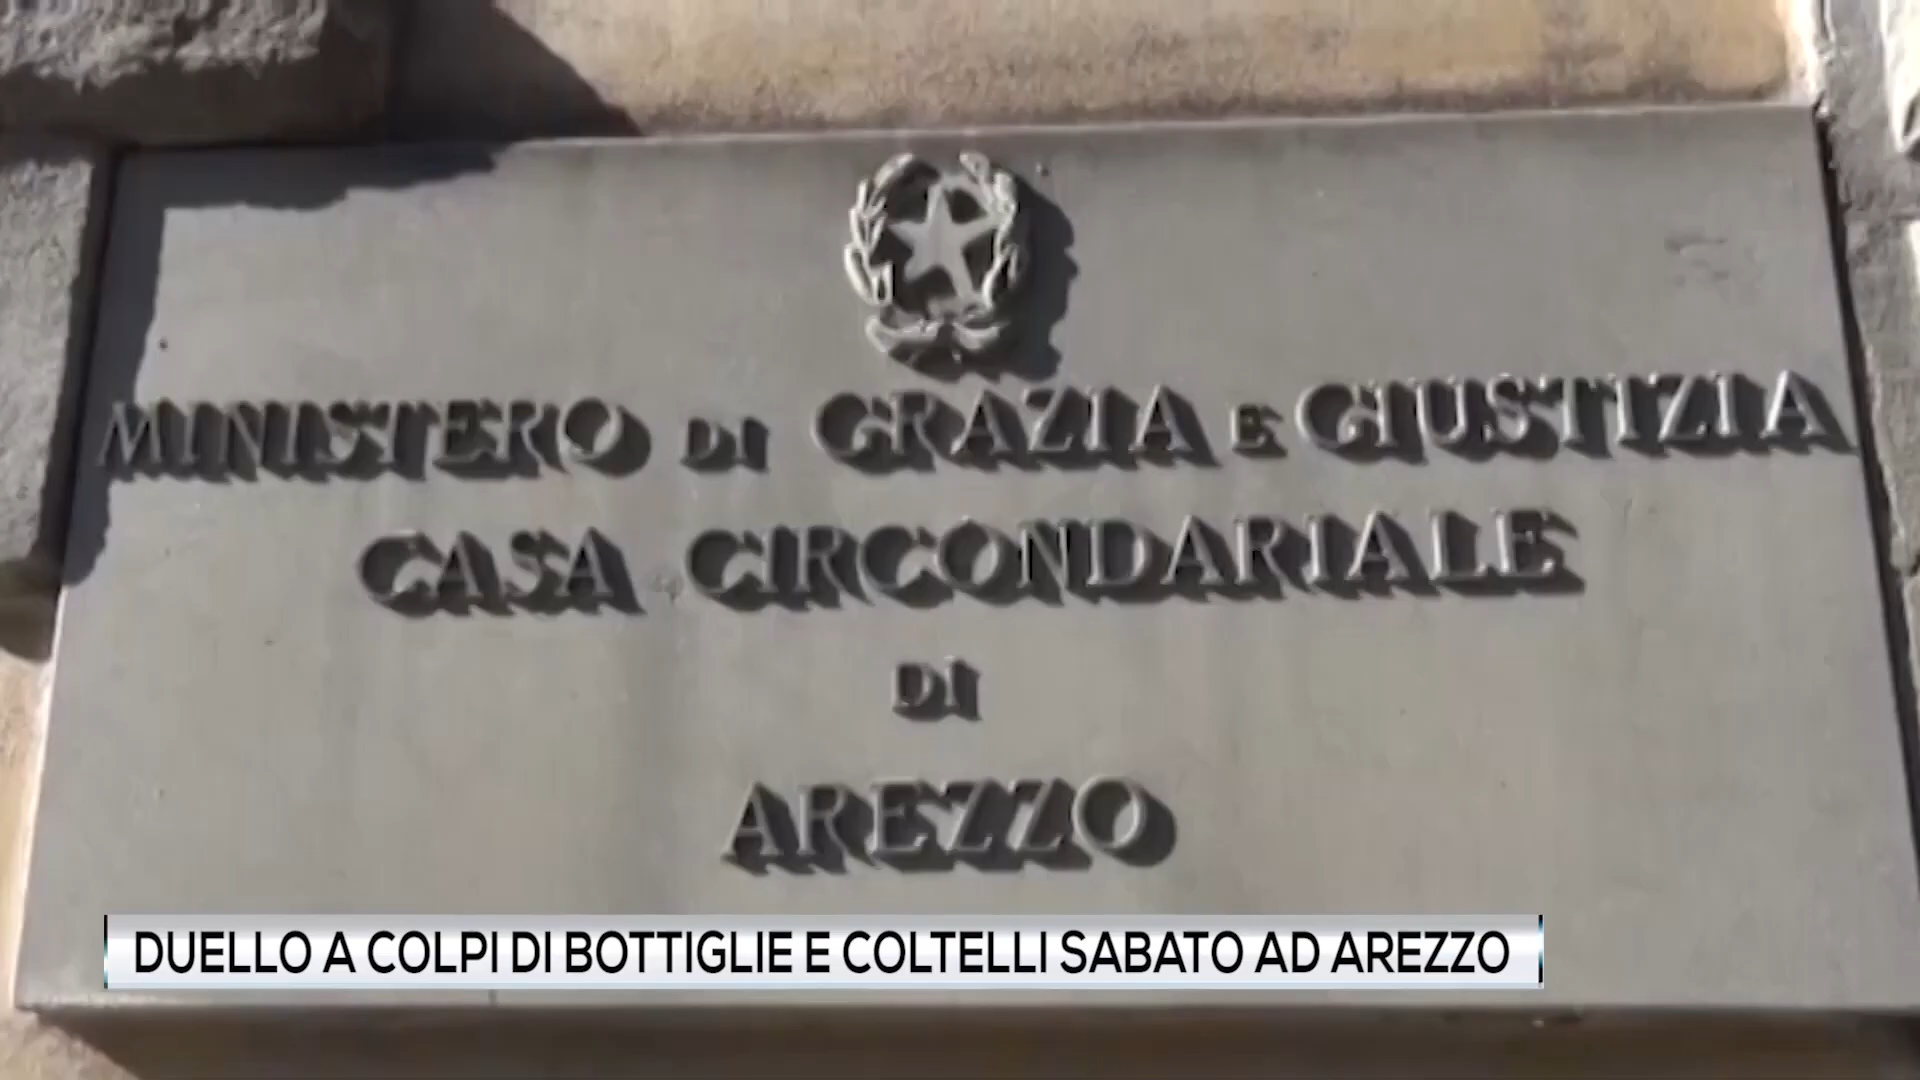 MINISTERO DI GRAZIA E GIUSTIZIA
CASA CIRCONDARIALE
DI
AREZZO
DUELLO A COLPI DI BOTTIGLIE E COLTELLI SABATO AD AREZZO